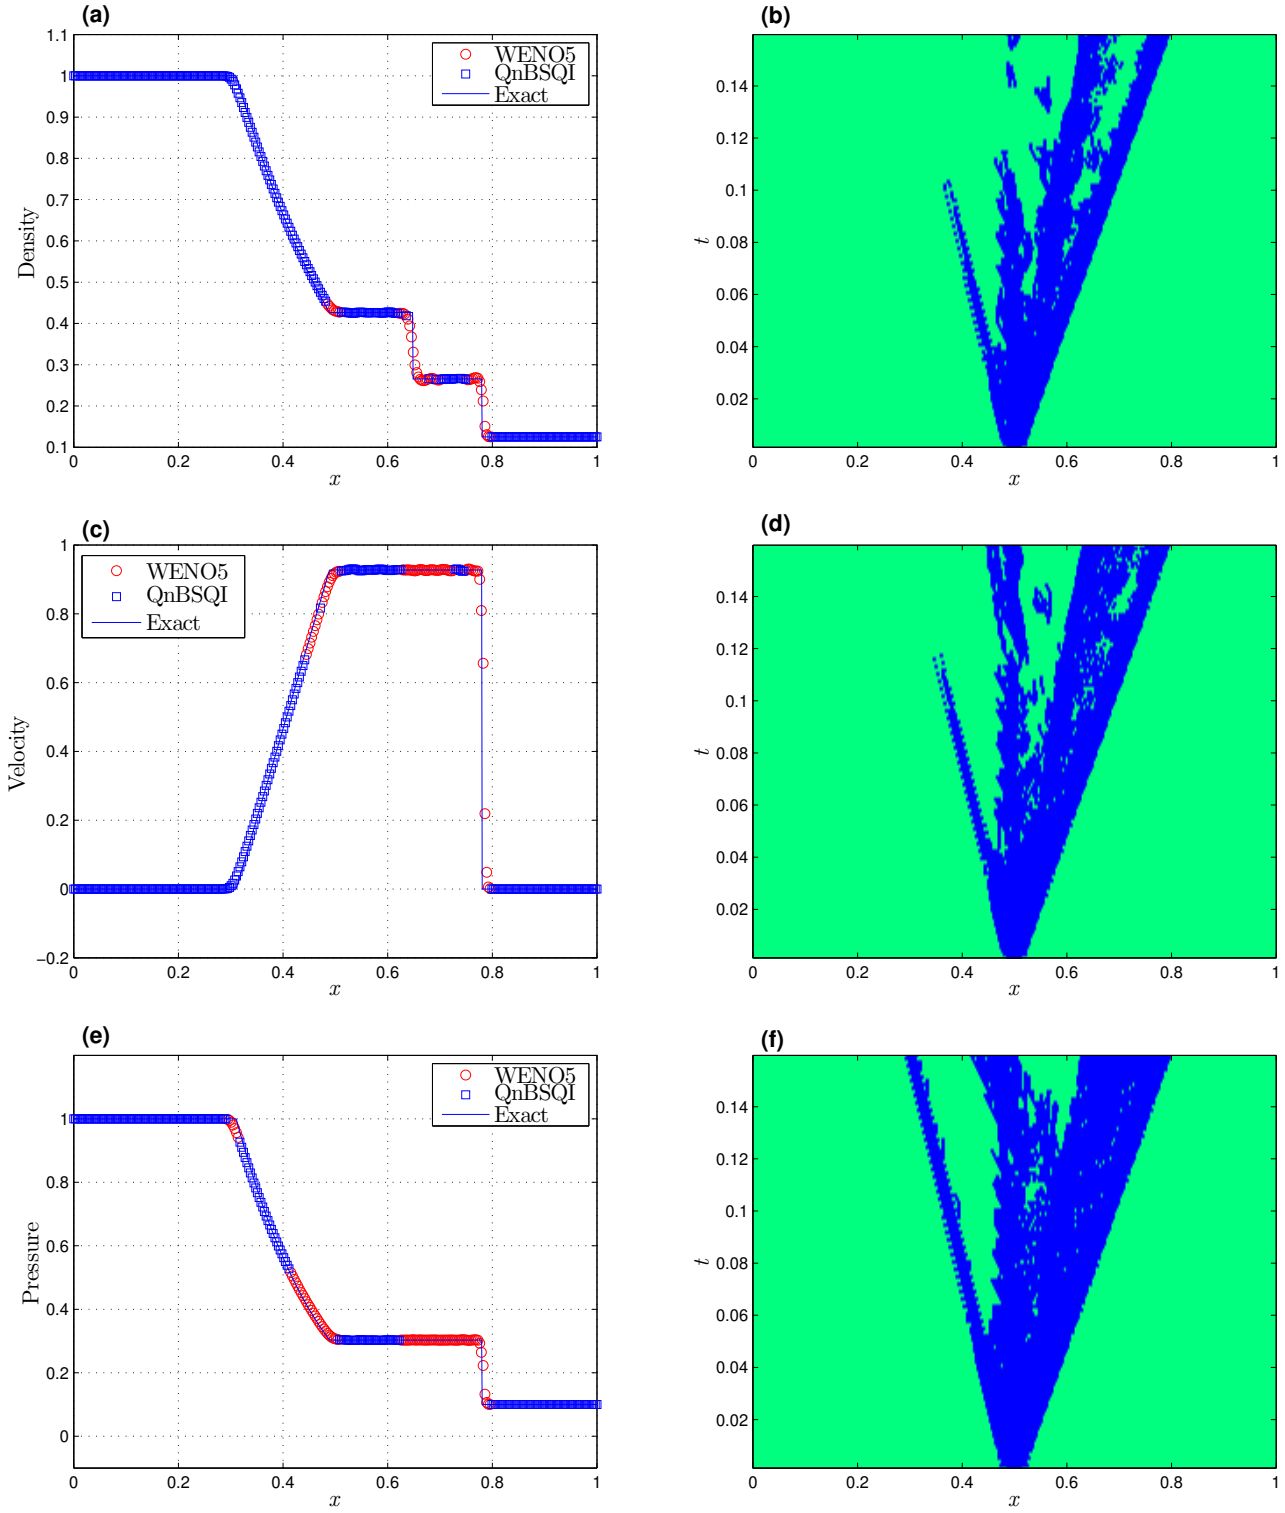 (a)
1.1
1
0.9
0.8
0.7
0.6
0.5
0.4
0.3
0.2
0.1
Density
0 0.2 0.4 0.6 0.8 1
x
WENO5
QnBSQI
Exact
(b)
0.14
0.12
0.1
0.08
0.06
0.04
0.02
t
0 0.2 0.4 0.6 0.8 1
x
(c)
1
0.8
0.6
0.4
0.2
0
−0.2
Velocity
0 0.2 0.4 0.6 0.8 1
x
WENO5
QnBSQI
Exact
(d)
0.14
0.12
0.1
0.08
0.06
0.04
0.02
t
0 0.2 0.4 0.6 0.8 1
x
(e)
1
0.8
0.6
0.4
0.2
0
Pressure
0 0.2 0.4 0.6 0.8 1
x
WENO5
QnBSQI
Exact
(f)
0.14
0.12
0.1
0.08
0.06
0.04
0.02
t
0 0.2 0.4 0.6 0.8 1
x